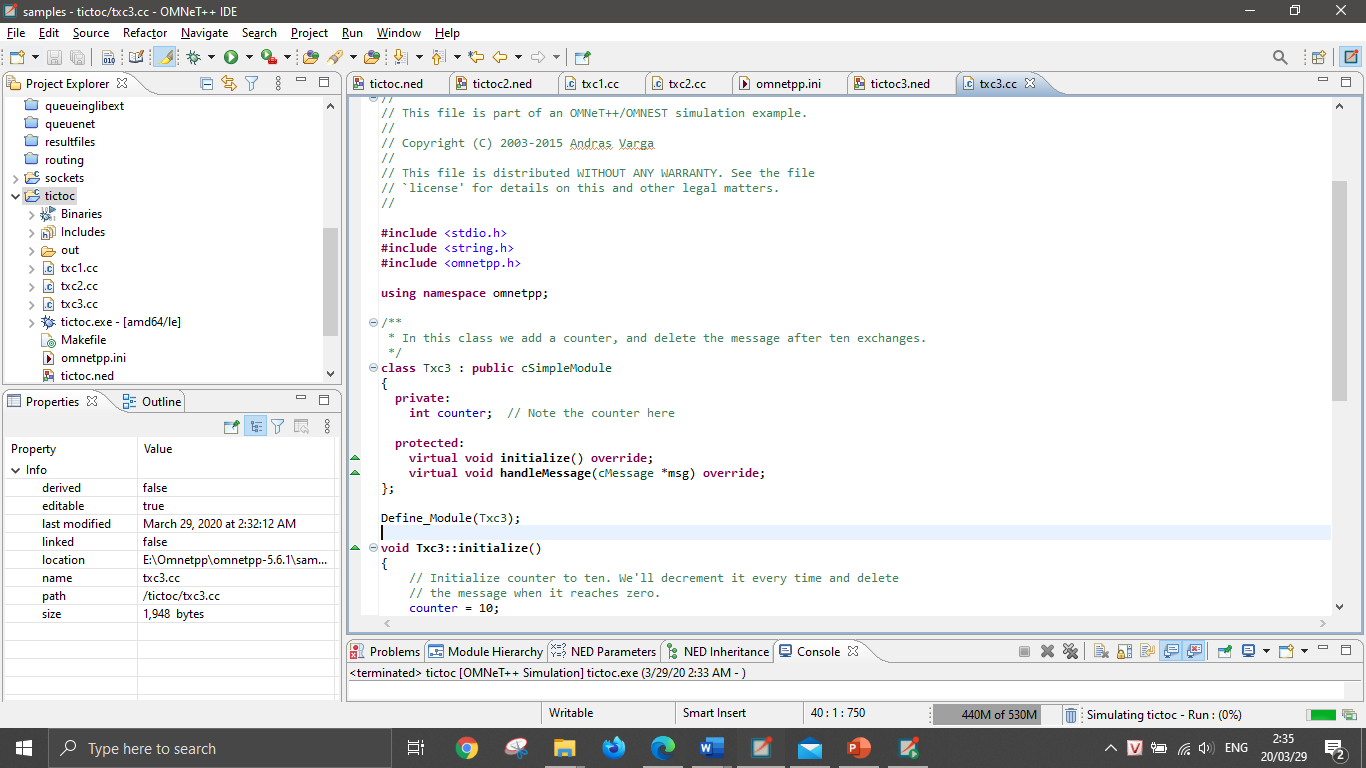 samples - tictoc/txc3.cc - OMNeT++ IDE
File Edit Source Refactor Navigate Search Project Run Window Help
Project Explorer
queueinglibext
queuenet
resultfiles
routing
sockets
tictoc
Binaries
Includes
out
txc1.cc
txc2.cc
txc3.cc
tictoc.exe - [amd64/le]
Makefile
omnetpp.ini
tictoc.ned
Properties Outline
Property Value
Info
derived false
editable true
last modified March 29, 2020 at 2:32:12 AM
linked false
location E:\Omnetpp\omnetpp-5.6.1\sam...
name txc3.cc
path /tictoc/txc3.cc
size 1,948 bytes
tictoc.ned tictoc2.ned txc1.cc txc2.cc omnetpp.ini tictoc3.ned txc3.cc
//
// This file is part of an OMNeT++/OMNEST simulation example.
//
// Copyright (C) 2003-2015 Andras Varga
//
// This file is distributed WITHOUT ANY WARRANTY. See the file
// `license' for details on this and other legal matters.
//
#include <stdio.h>
#include <string.h>
#include <omnetpp.h>
using namespace omnetpp;
/**
* In this class we add a counter, and delete the message after ten exchanges.
*/
class Txc3 : public cSimpleModule
{
private:
int counter; // Note the counter here
protected:
virtual void initialize() override;
virtual void handleMessage(cMessage *msg) override;
};
Define_Module(Txc3);
void Txc3::initialize()
{
// Initialize counter to ten. We'll decrement it every time and delete
// the message when it reaches zero.
counter = 10;
Problems Module Hierarchy NED Parameters NED Inheritance Console
<terminated> tictoc [OMNeT++ Simulation] tictoc.exe (3/29/20 2:33 AM - )
Writable Smart Insert 40 : 1 : 750 440M of 530M Simulating tictoc - Run : (0%)
Type here to search
ENG
2:35
20/03/29
2